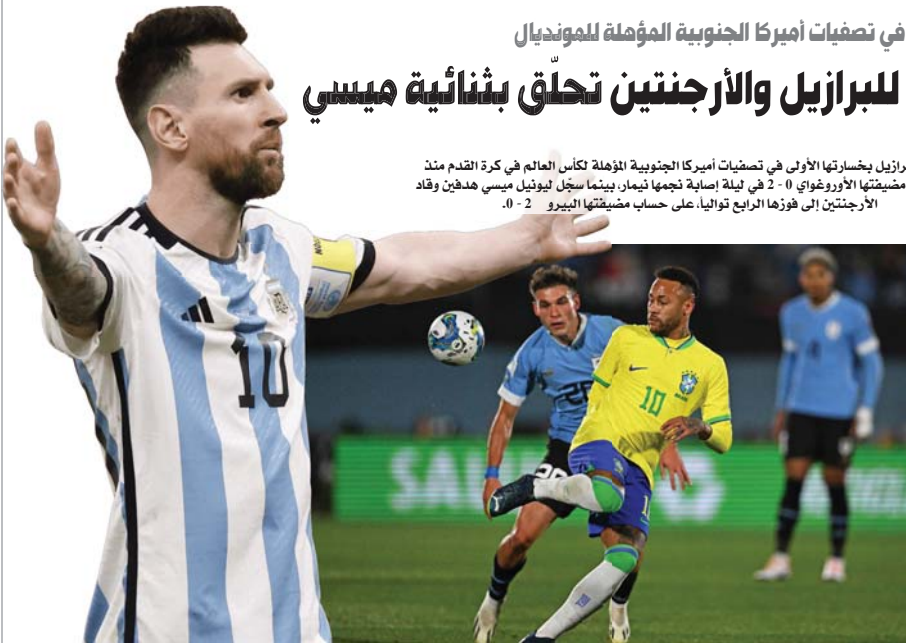 في تصفيات أميركا الجنوبية المؤهلة للمونديال
للبرازيل والأرجنتين تحلّق بثنائية ميسي
رازيل بخسارتها الأولى في تصفيات أميركا الجنوبية المؤهلة لكأس العالم في كرة القدم منذ
مضيفتها الأوروغواي 0 - 2 في ليلة إصابة نجمها نيمار، بينما سجّل ليونيل ميسي هدفين وقاد
الأرجنتين إلى فوزها الرابع توالياً، على حساب مضيفتها البيرو 2 - 0.
10
10
20